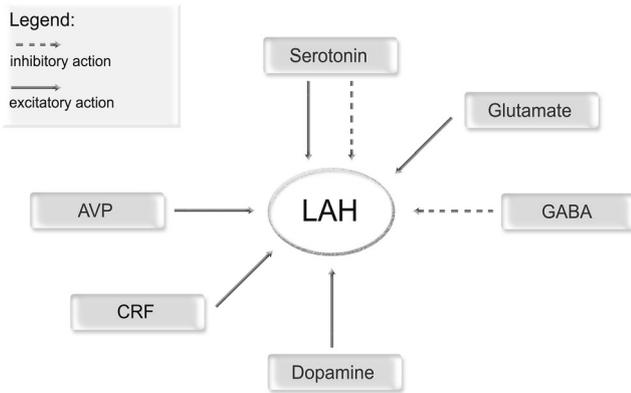 Legend:
inhibitory action
excitatory action
Serotonin
Glutamate
AVP
LAH
GABA
CRF
Dopamine